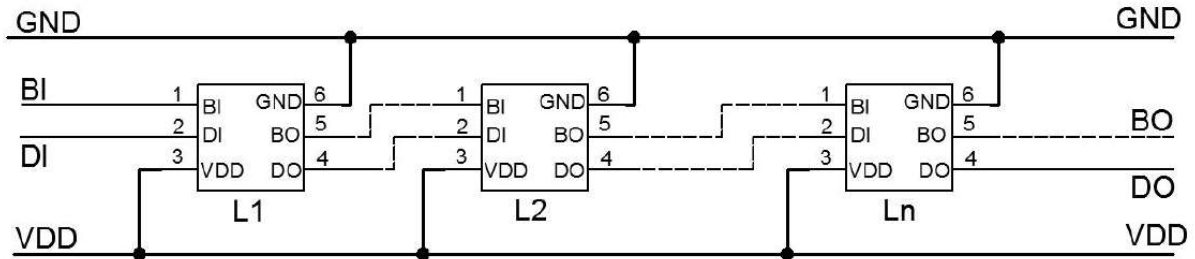 GND GND
BI 1 BI GND 6 1 BI GND 6 1 BI GND 6
DI 2 DI BO 5 2 DI BO 5 2 DI BO 5 BO
3 VDD DO 4 3 VDD DO 4 3 VDD DO 4 DO
L1 L2 Ln
VDD VDD